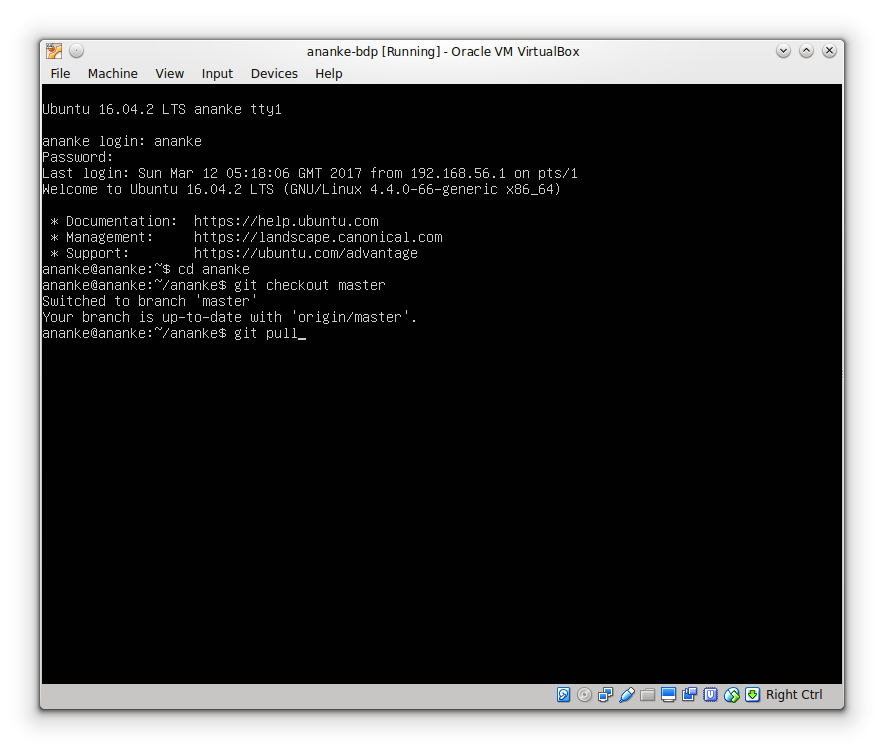 ananke-bdp [Running] - Oracle VM VirtualBox
File Machine View Input Devices Help
Ubuntu 16.04.2 LTS ananke tty1
ananke login: ananke
Password:
Last login: Sun Mar 12 05:18:06 GMT 2017 from 192.168.56.1 on pts/1
Welcome to Ubuntu 16.04.2 LTS (GNU/Linux 4.4.0-66-generic x86_64)
* Documentation: https://help.ubuntu.com
* Management: https://landscape.canonical.com
* Support: https://ubuntu.com/advantage
ananke@ananke:~$ cd ananke
ananke@ananke:~/ananke$ git checkout master
Switched to branch 'master'
Your branch is up-to-date with 'origin/master'.
ananke@ananke:~/ananke$ git pull_
Right Ctrl